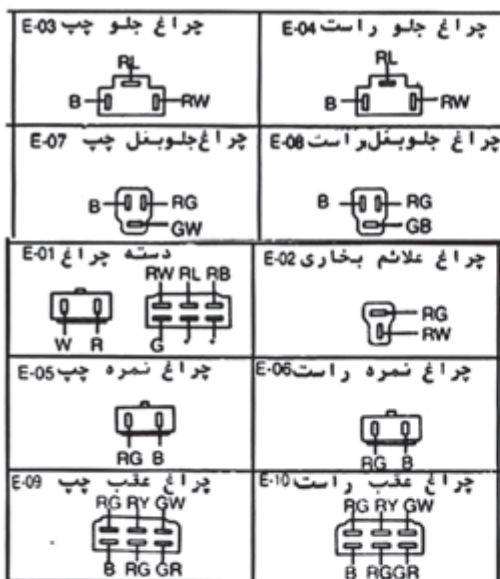 چراغ جلو چپ E-03
RL
B RW
چراغ جلو راست E-04
RL
B RW
چراغ جلوبغل چپ E-07
B RG
GW
چراغ جلوبغل راست E-08
B RG
GB
دسته چراغ E-01
RW RL RB
W R G
چراغ علائم بخاری E-02
RG
RW
چراغ نمره چپ E-05
RG B
چراغ نمره راست E-06
RG B
چراغ عقب چپ E-09
RG RY GW
B RG GR
چراغ عقب راست E-10
RG RY GW
B RG GR